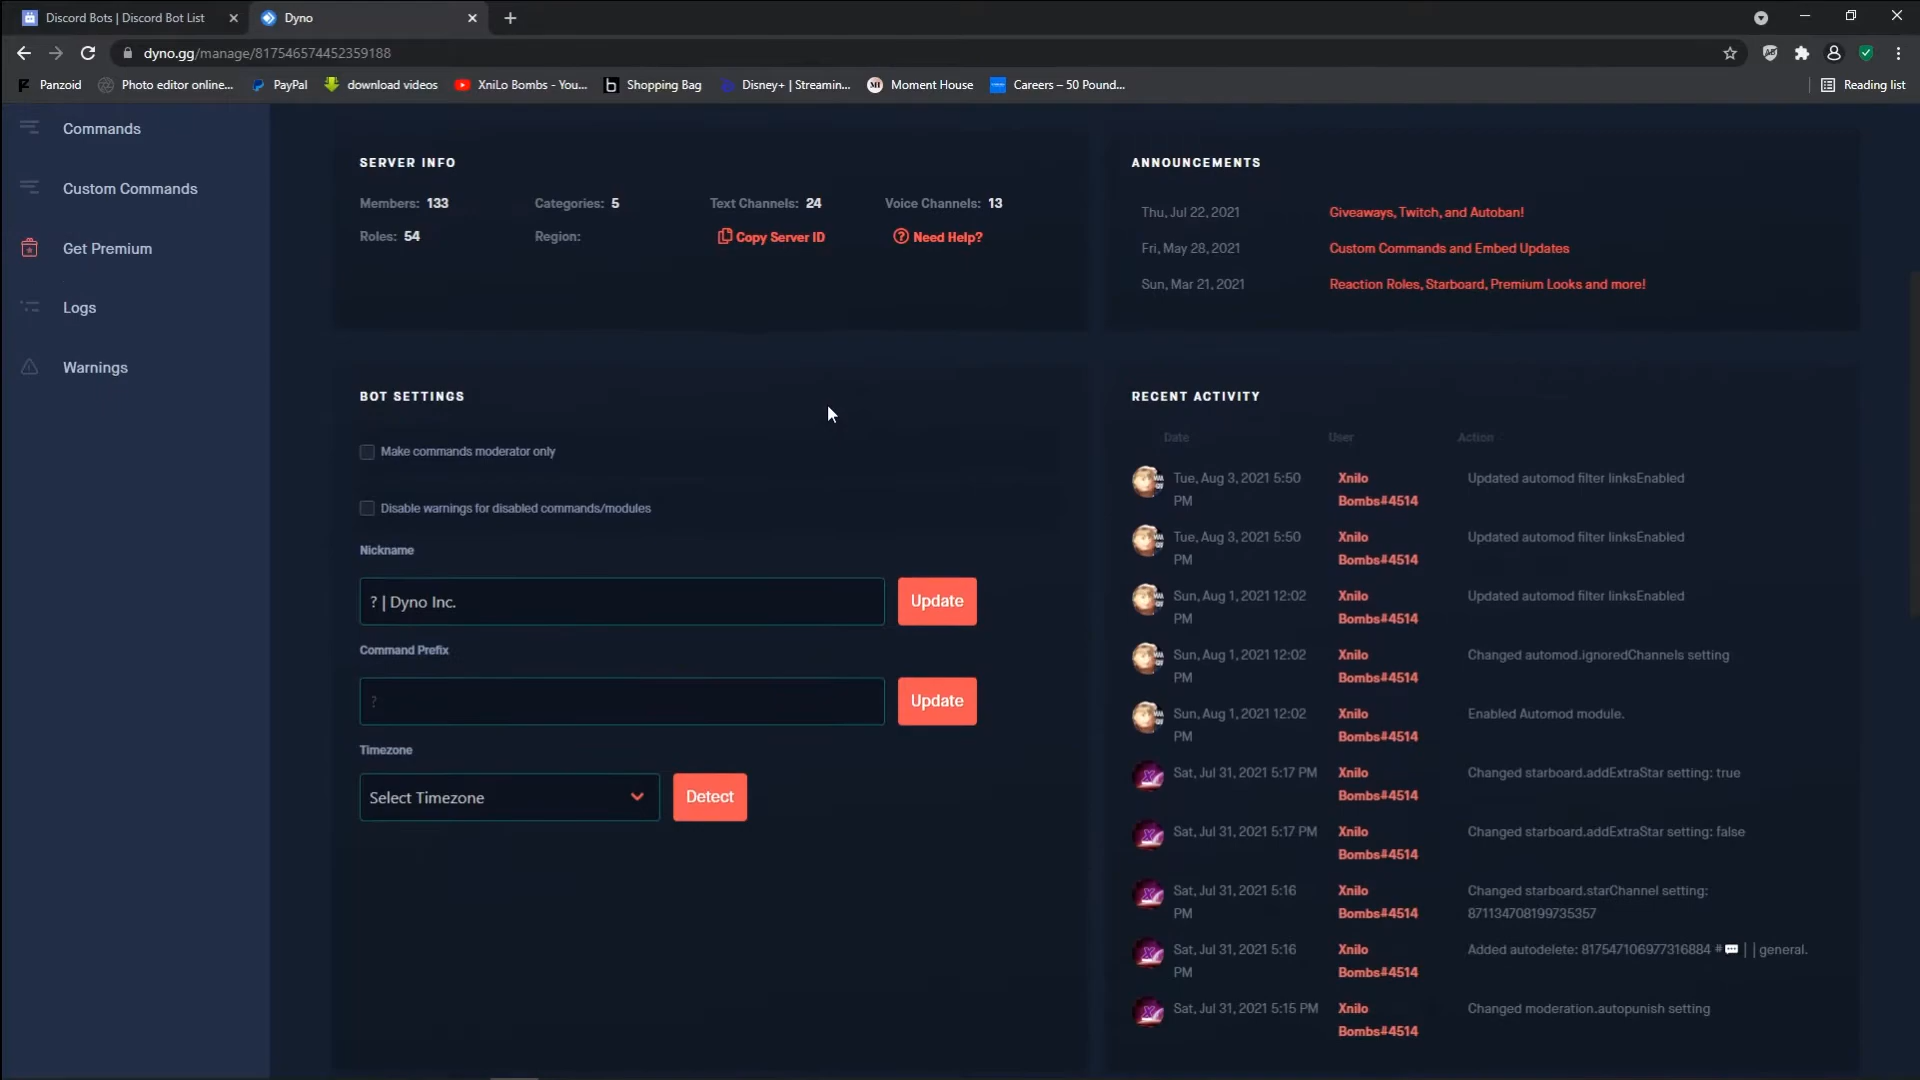 Discord Bots | Discord Bot List
Dyno
dyno.gg/manage/817546574452359188
Panzoid
Photo editor online...
PayPal
download videos
XniLo Bombs - You...
Shopping Bag
Disney+ | Streamin...
Moment House
Careers – 50 Pound...
Reading list
Commands
Custom Commands
Get Premium
Logs
Warnings
SERVER INFO
Members: 133
Categories: 5
Text Channels: 24
Voice Channels: 13
Roles: 54
Region:
Copy Server ID
Need Help?
ANNOUNCEMENTS
Thu, Jul 22, 2021 Giveaways, Twitch, and Autoban!
Fri, May 28, 2021 Custom Commands and Embed Updates
Sun, Mar 21, 2021 Reaction Roles, Starboard, Premium Looks and more!
BOT SETTINGS
Make commands moderator only
Disable warnings for disabled commands/modules
Nickname
? | Dyno Inc.
Update
Command Prefix
?
Update
Timezone
Select Timezone
Detect
RECENT ACTIVITY
Date User Action
Tue, Aug 3, 2021 5:50 Xnilo Updated automod filter linksEnabled
PM Bombs#4514
Tue, Aug 3, 2021 5:50 Xnilo Updated automod filter linksEnabled
PM Bombs#4514
Sun, Aug 1, 2021 12:02 Xnilo Updated automod filter linksEnabled
PM Bombs#4514
Sun, Aug 1, 2021 12:02 Xnilo Changed automod.ignoredChannels setting
PM Bombs#4514
Sun, Aug 1, 2021 12:02 Xnilo Enabled Automod module.
PM Bombs#4514
Sat, Jul 31, 2021 5:17 PM Xnilo Changed starboard.addExtraStar setting: true
Bombs#4514
Sat, Jul 31, 2021 5:17 PM Xnilo Changed starboard.addExtraStar setting: false
Bombs#4514
Sat, Jul 31, 2021 5:16 Xnilo Changed starboard.starChannel setting:
PM Bombs#4514 871134708199735357
Sat, Jul 31, 2021 5:16 Xnilo Added autodelete: 817547106977316884 #💬 | | general.
PM Bombs#4514
Sat, Jul 31, 2021 5:15 PM Xnilo Changed moderation.autopunish setting
Bombs#4514